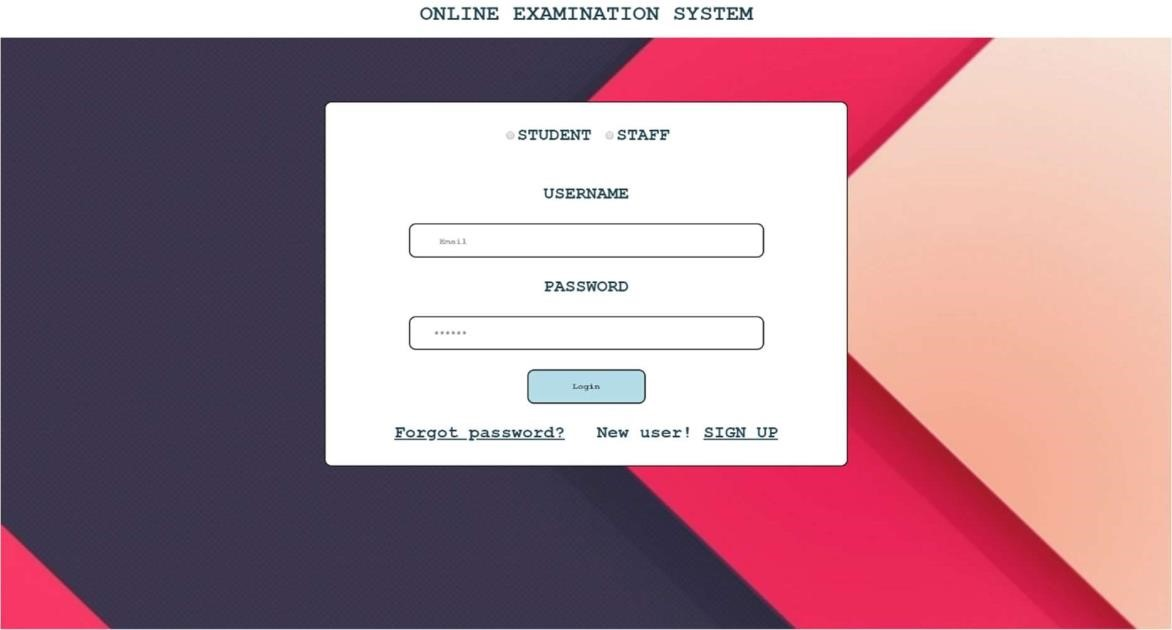 ONLINE EXAMINATION SYSTEM
STUDENT STAFF
USERNAME
Email
PASSWORD
******
Login
Forgot password? New user! SIGN UP